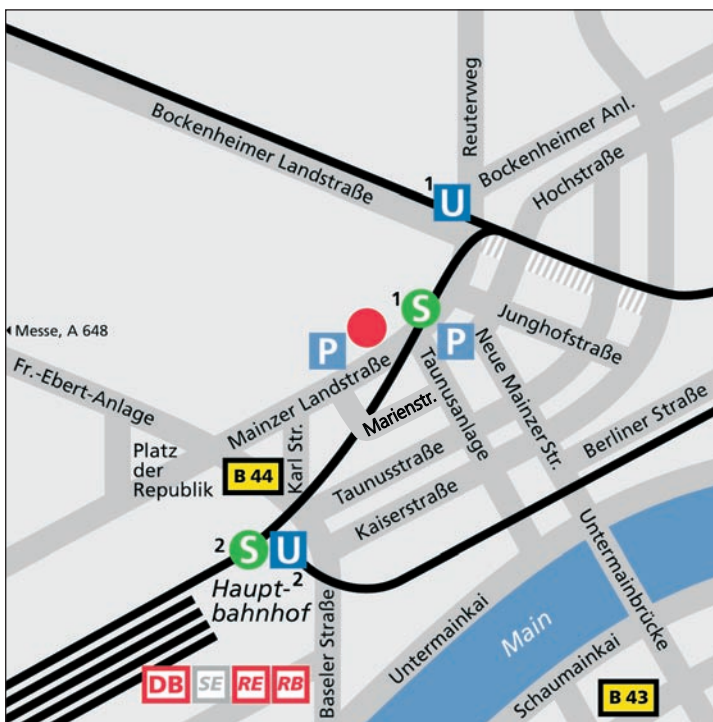 Reuterweg
Bockenheimer Anl.
Bockenheimer Landstraße
Hochstraße
1
U
1
S
Junghofstraße
Messe, A 648
P
P
Fr.-Ebert-Anlage
Mainzer Landstraße
Taunusanlage
Neue Mainzer Str.
Marienstr.
Berliner Straße
Platz
der
Republik
B 44
Karl Str.
Taunusstraße
Kaiserstraße
2
S
U
2
Haupt-
bahnhof
Baseler Straße
Untermainkai
Main
Untermainbrücke
Schaumainkai
DB
SE
RE
RB
B 43